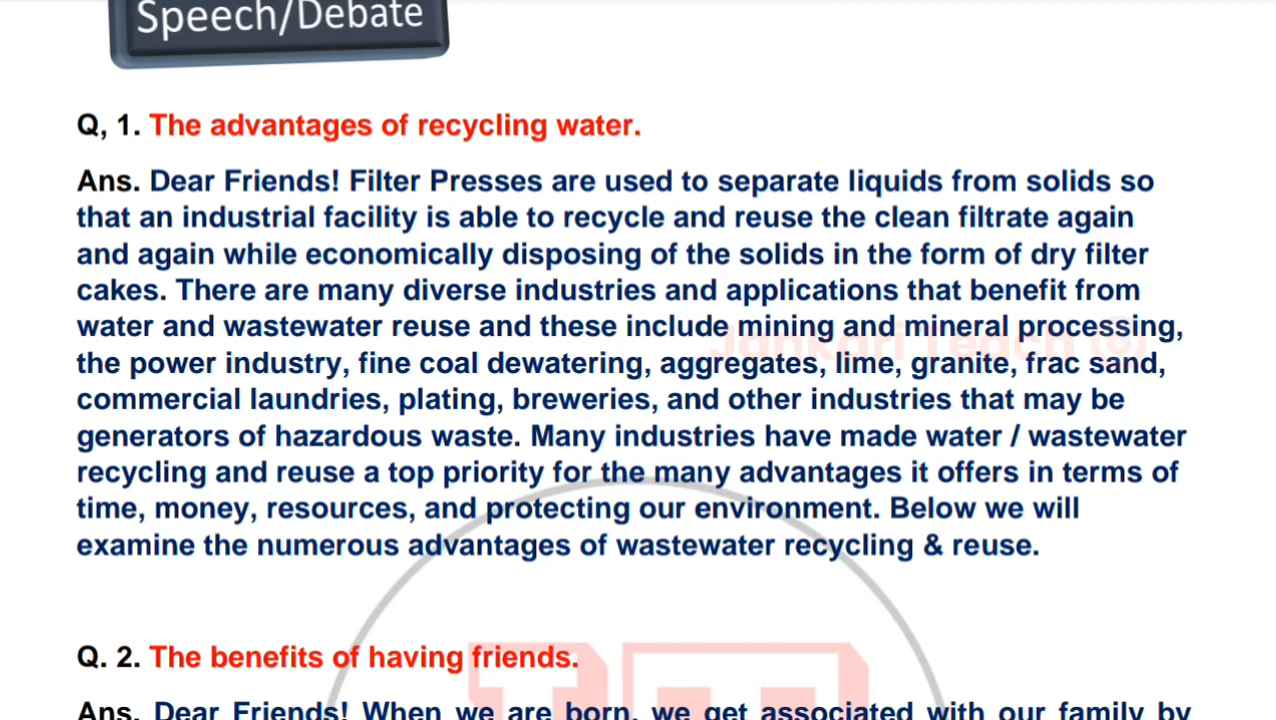 Speech/Debate
Q, 1. The advantages of recycling water.
Ans. Dear Friends! Filter Presses are used to separate liquids from solids so
that an industrial facility is able to recycle and reuse the clean filtrate again
and again while economically disposing of the solids in the form of dry filter
cakes. There are many diverse industries and applications that benefit from
water and wastewater reuse and these include mining and mineral processing,
Jankari Teach
the power industry, fine coal dewatering, aggregates, lime, granite, frac sand,
commercial laundries, plating, breweries, and other industries that may be
generators of hazardous waste. Many industries have made water / wastewater
recycling and reuse a top priority for the many advantages it offers in terms of
time, money, resources, and protecting our environment. Below we will
examine the numerous advantages of wastewater recycling & reuse.
Q. 2. The benefits of having friends.
Ans. Dear Friends! When we are born, we get associated with our family by